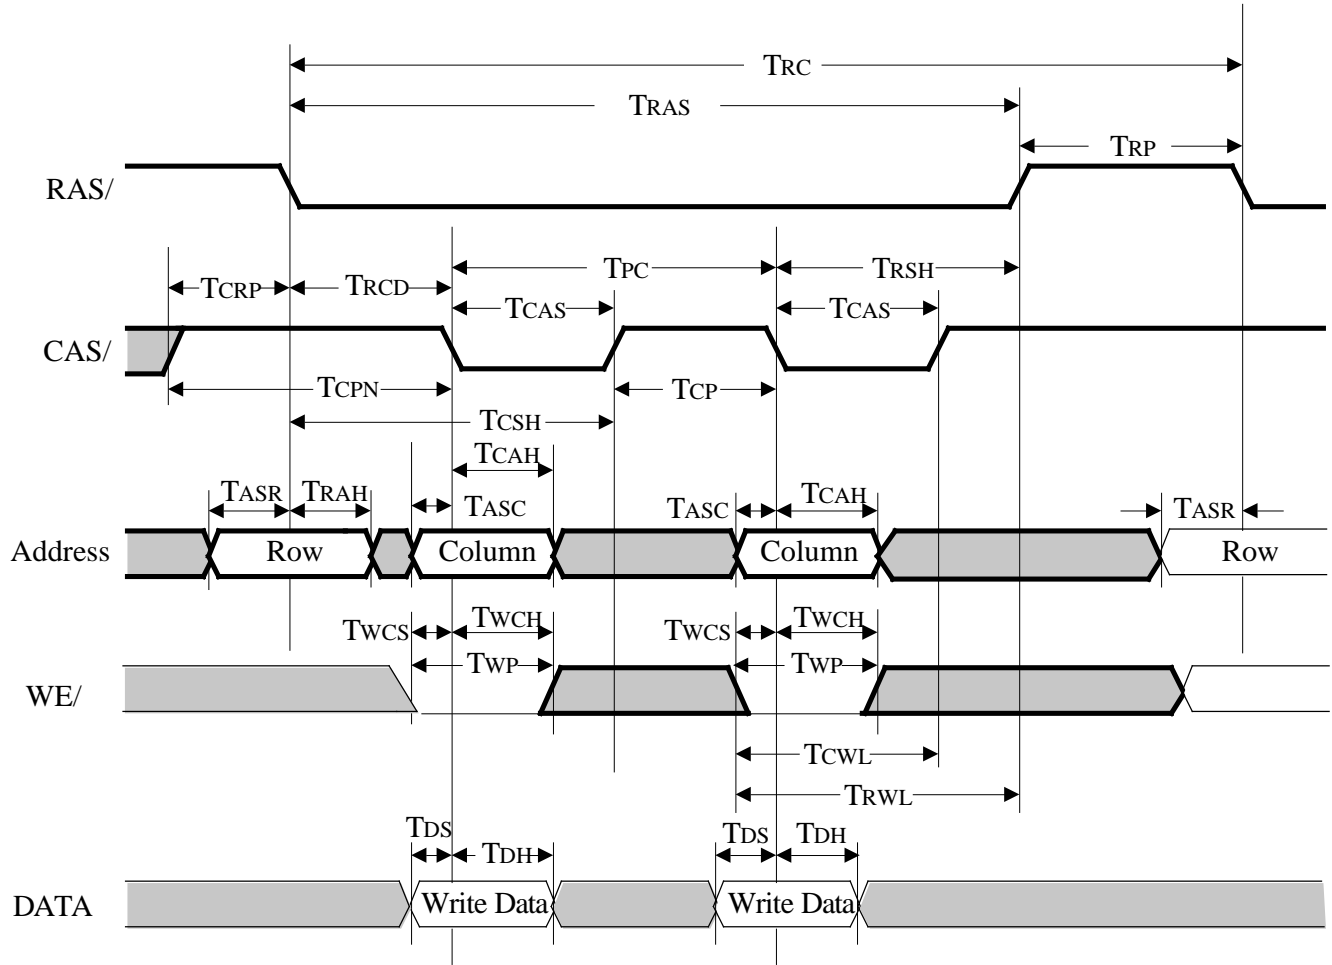 TRC
TRAS
TRP
RAS/
TPC TRSH
TCRP TRCD
TCAS TCAS
CAS/
TCPN TCP
TCSH
TCAH
TASR TRAH TASC TASC TCAH TASR
Address Row Column Column Row
TWCS TWCH TWCS TWCH
TWP TWP
WE/
TCWL
TRWL
TDS TDH TDS TDH
DATA Write Data Write Data